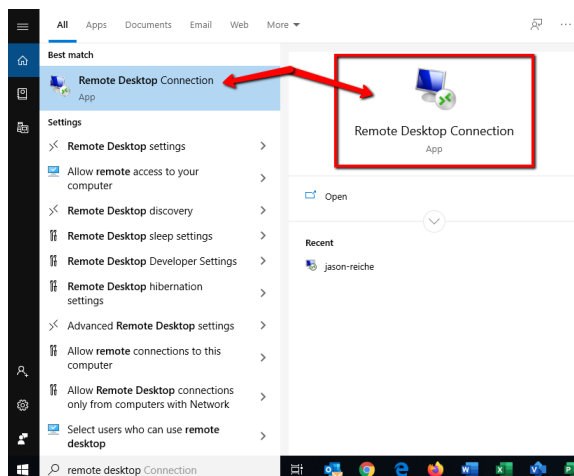 All Apps Documents Email Web More
Best match
Remote Desktop Connection
App
Settings
Remote Desktop settings
Allow remote access to your
computer
Remote Desktop discovery
Remote Desktop sleep settings
Remote Desktop Developer Settings
Remote Desktop hibernation
settings
Advanced Remote Desktop settings
Allow remote connections to this
computer
Allow Remote Desktop connections
only from computers with Network
Select users who can use remote
desktop
remote desktop Connection
Remote Desktop Connection
App
Open
Recent
jason-reiche